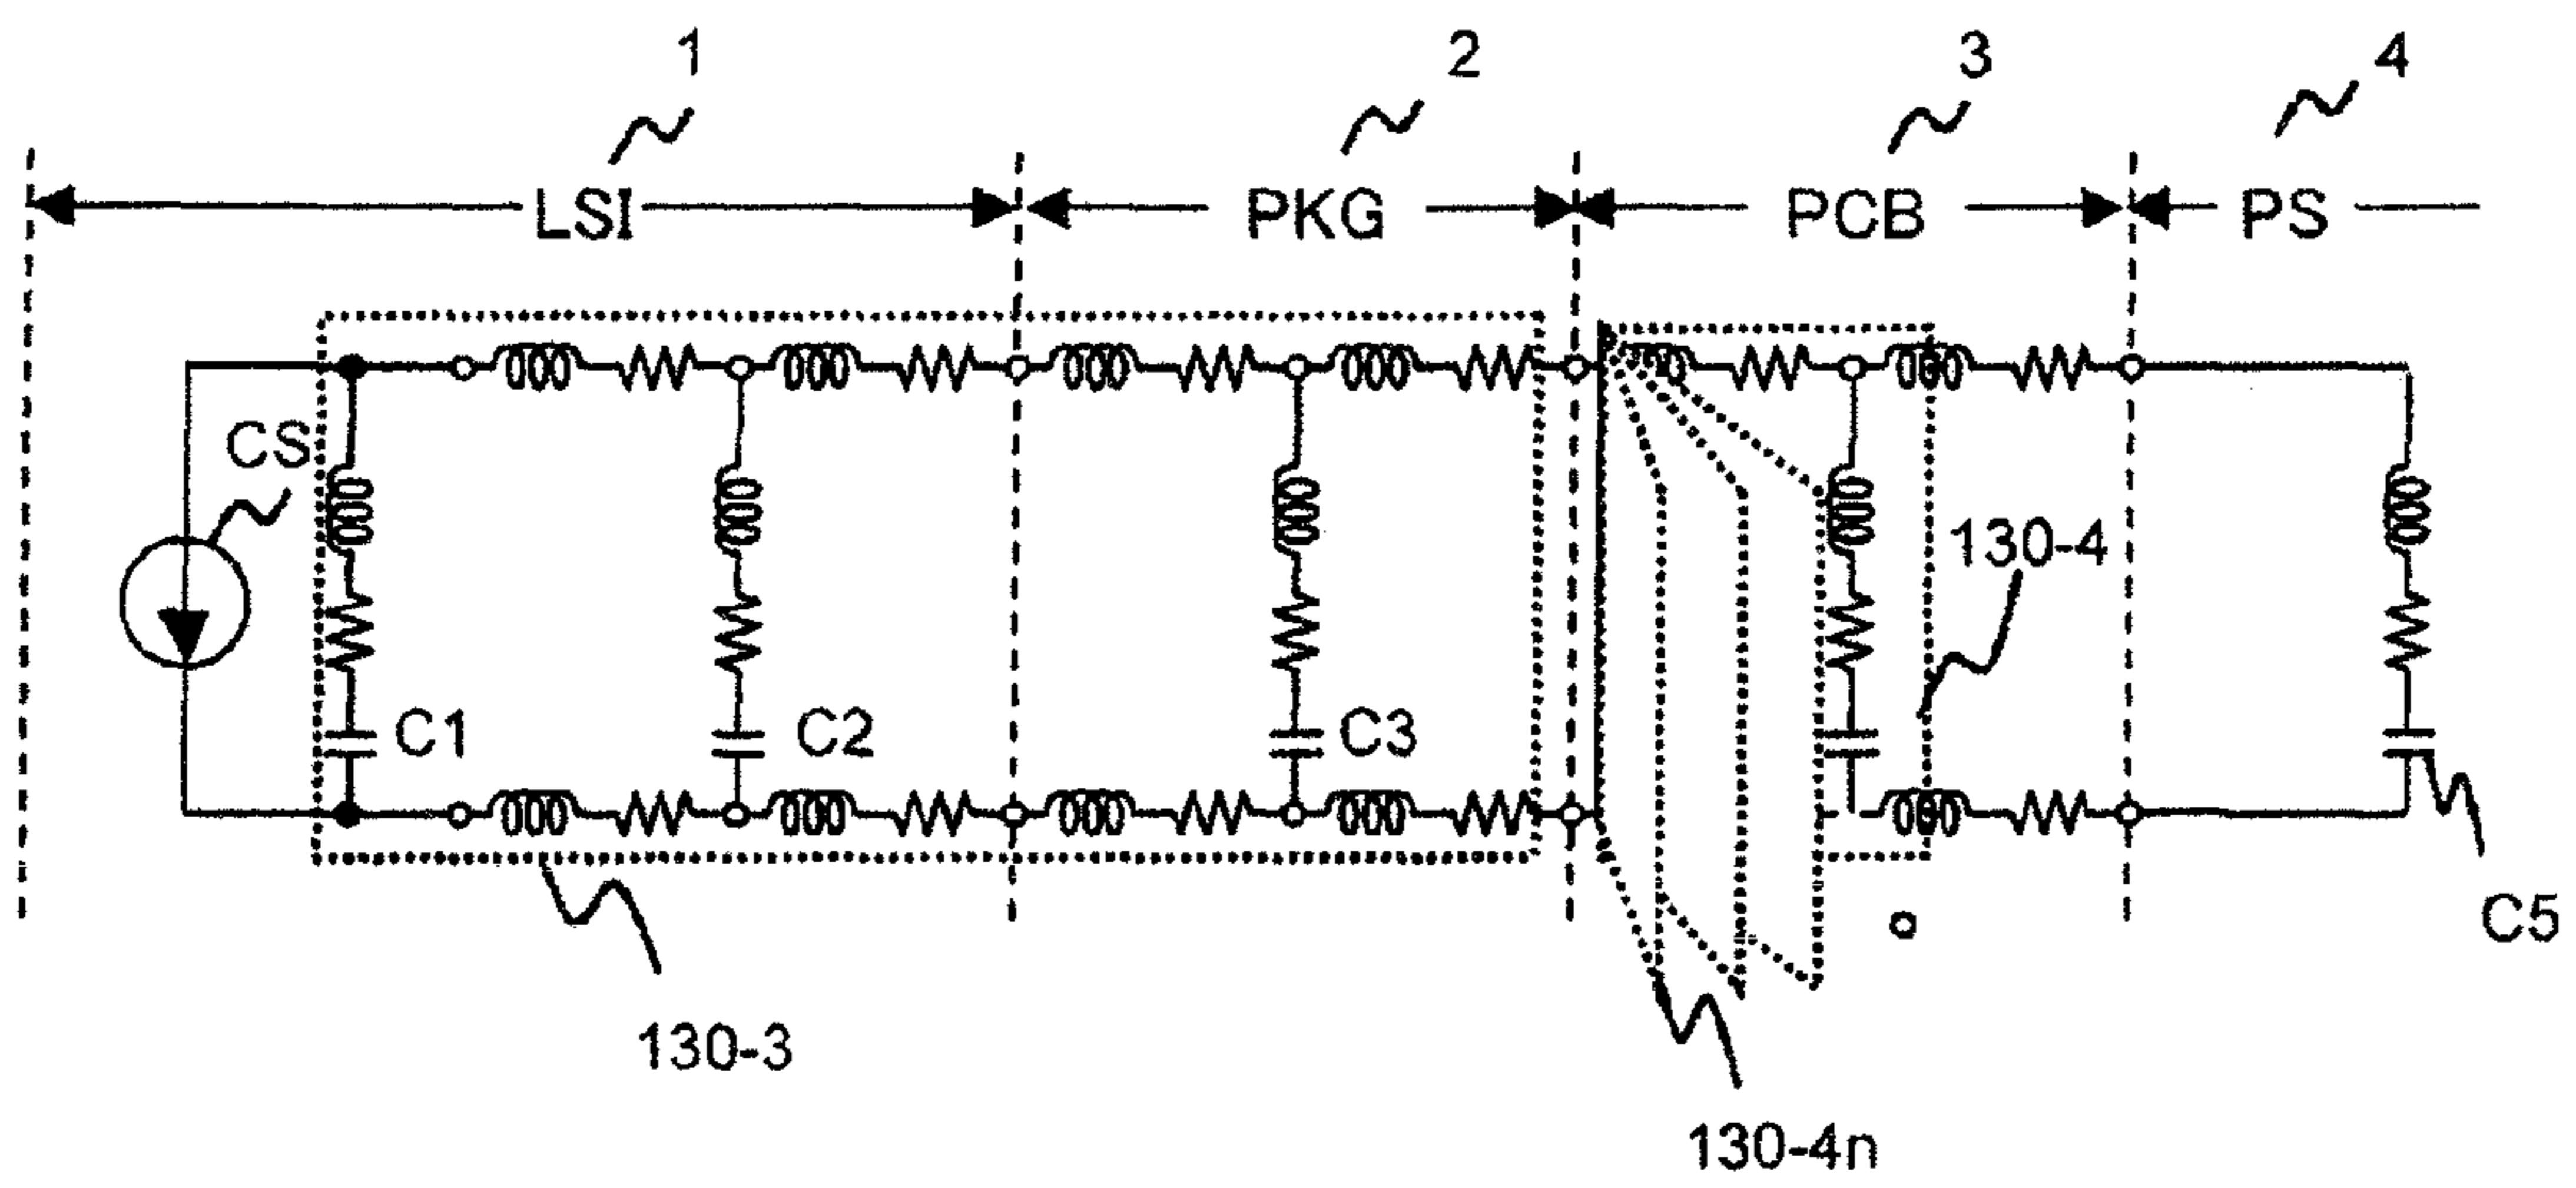 1 2 3 4
LSI PKG PCB PS
CS
130-4
C1 C2 C3
C5
130-3
130-4n